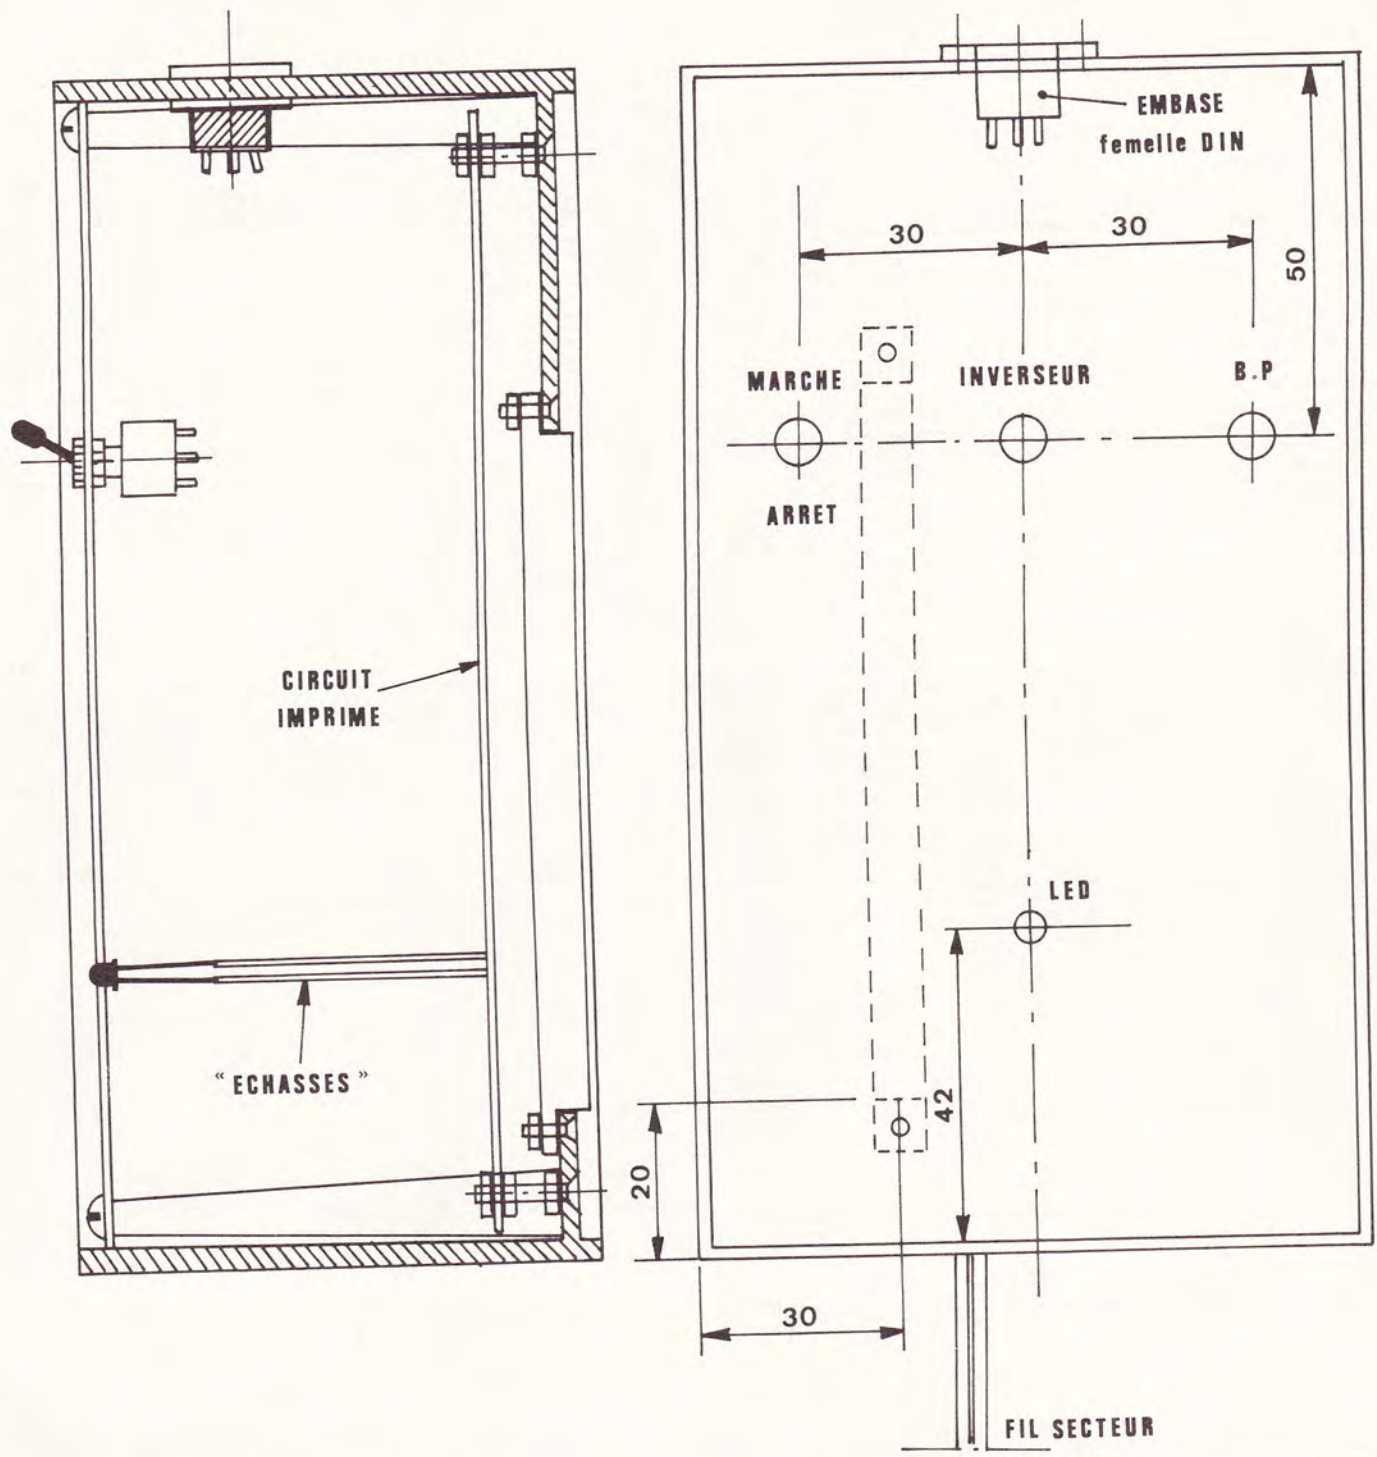 EMBASE
femelle DIN
30
30
50
MARCHE
INVERSEUR
B.P
ARRET
CIRCUIT
IMPRIME
LED
"ECHASSES"
42
20
30
FIL SECTEUR